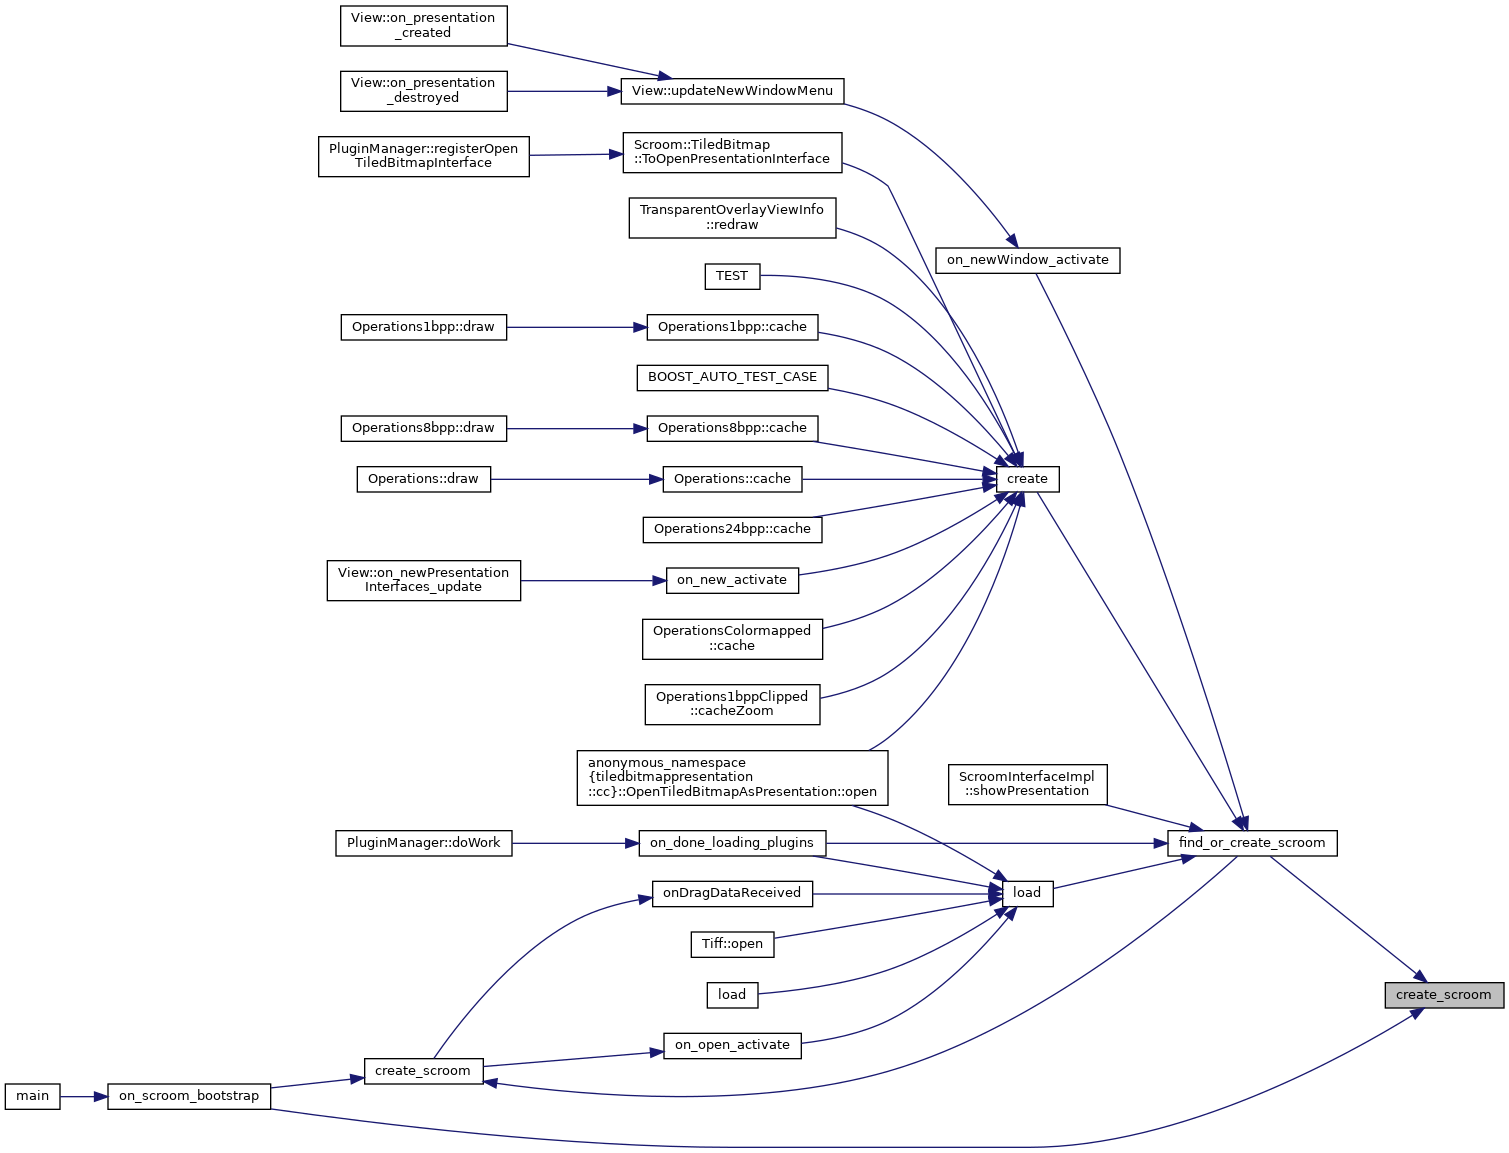 View::on_presentation
_created
View::on_presentation
_destroyed
View::updateNewWindowMenu
PluginManager::registerOpen
TiledBitmapInterface
Scroom::TiledBitmap
::ToOpenPresentationInterface
TransparentOverlayViewInfo
::redraw
on_newWindow_activate
TEST
Operations1bpp::draw
Operations1bpp::cache
BOOST_AUTO_TEST_CASE
Operations8bpp::draw
Operations8bpp::cache
Operations::draw
Operations::cache
create
Operations24bpp::cache
View::on_newPresentation
Interfaces_update
on_new_activate
OperationsColormapped
::cache
Operations1bppClipped
::cacheZoom
anonymous_namespace
{tiledbitmappresentation
::cc}::OpenTiledBitmapAsPresentation::open
ScroomInterfaceImpl
::showPresentation
PluginManager::doWork
on_done_loading_plugins
find_or_create_scroom
onDragDataReceived
load
Tiff::open
load
create_scroom
on_open_activate
create_scroom
main
on_scroom_bootstrap